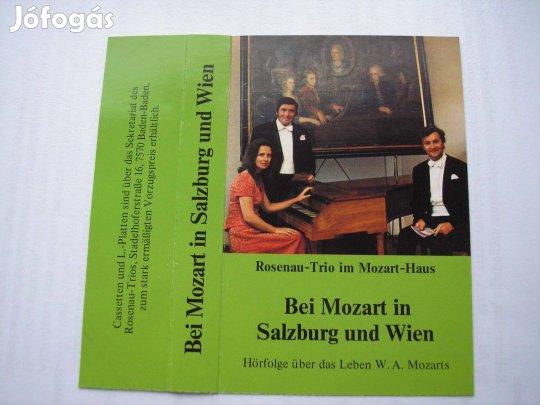 Jófogás
Cassetten und L.-Platten sind über das Sekretariat des
Rosenau-Trios, Stadelhoferstraße 16, 7570 Baden-Baden,
zum stark ermäßigten Vorzugspreis erhältlich.
Bei Mozart in Salzburg und Wien
Rosenau-Trio im Mozart-Haus
Bei Mozart in
Salzburg und Wien
Hörfolge über das Leben W. A. Mozarts